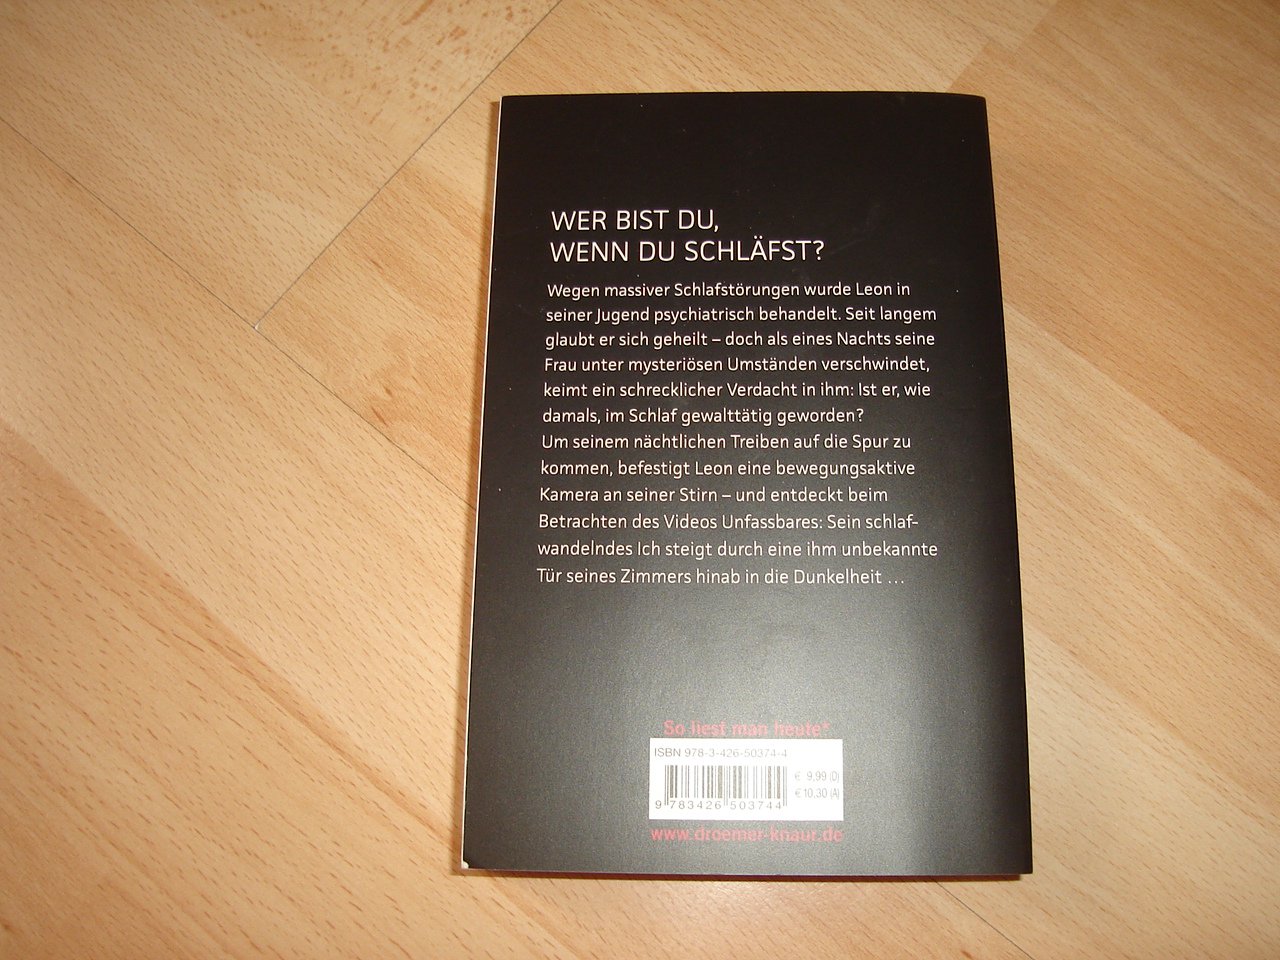 WER BIST DU,
WENN DU SCHLÄFST?
Wegen massiver Schlafstörungen wurde Leon in
seiner Jugend psychiatrisch behandelt. Seit langem
glaubt er sich geheilt – doch als eines Nachts seine
Frau unter mysteriösen Umständen verschwindet,
keimt ein schrecklicher Verdacht in ihm: Ist er, wie
damals, im Schlaf gewalttätig geworden?
Um seinem nächtlichen Treiben auf die Spur zu
kommen, befestigt Leon eine bewegungsaktive
Kamera an seiner Stirn – und entdeckt beim
Betrachten des Videos Unfassbares: Sein schlaf-
wandelndes Ich steigt durch eine ihm unbekannte
Tür seines Zimmers hinab in die Dunkelheit ...
So liest man heute*
ISBN 978-3-426-50374-4
€ 9,99 (D)
€ 10,30 (A)
9 783426 503744
www.droemer-knaur.de